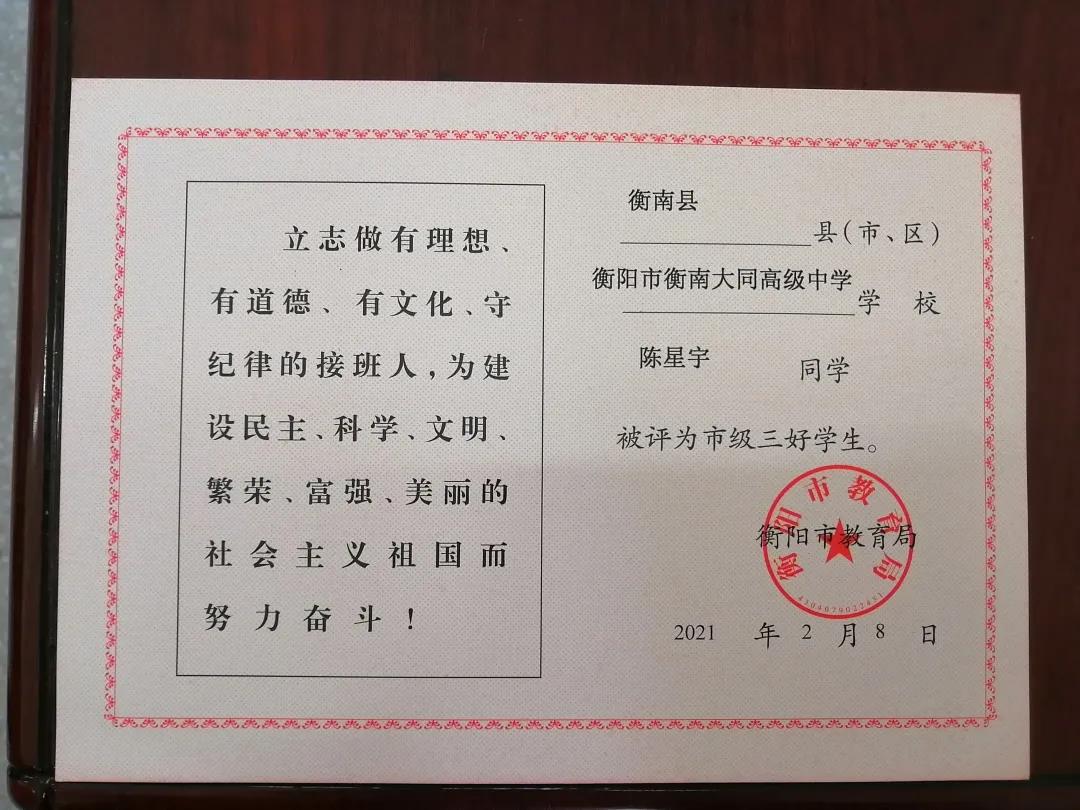 立志做有理想、
有道德、有文化、守
纪律的接班人，为建
设民主、科学、文明、
繁荣、富强、美丽的
社会主义祖国而
努力奋斗！
衡南县
县（市、区）
衡阳市衡南大同高级中学
学 校
陈星宇 同学
被评为市级三好学生。
衡阳市教育局
衡阳市教育局
2021 年 2 月 8 日